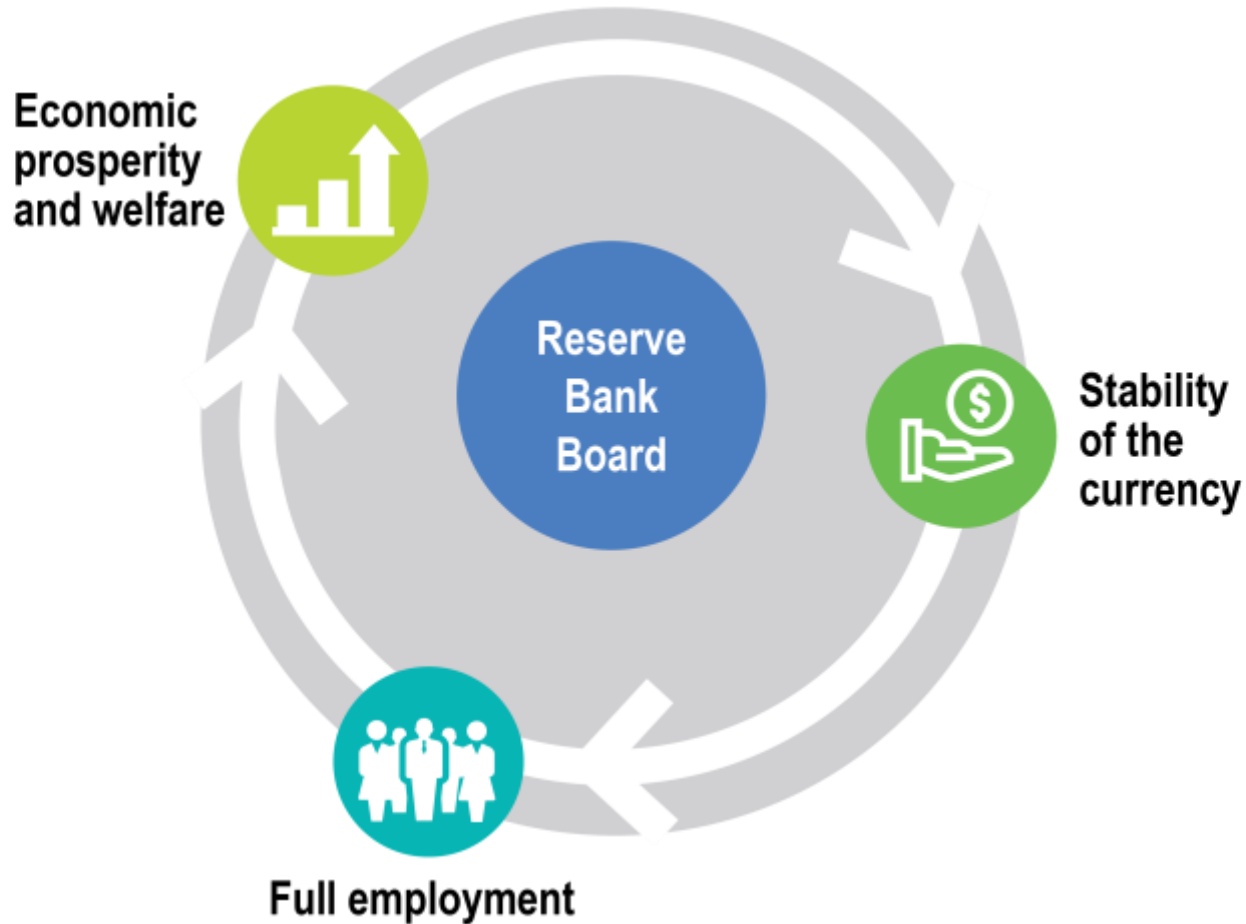 Economic
prosperity
and welfare
Reserve
Bank
Board
$
Stability
of the
currency
Full employment